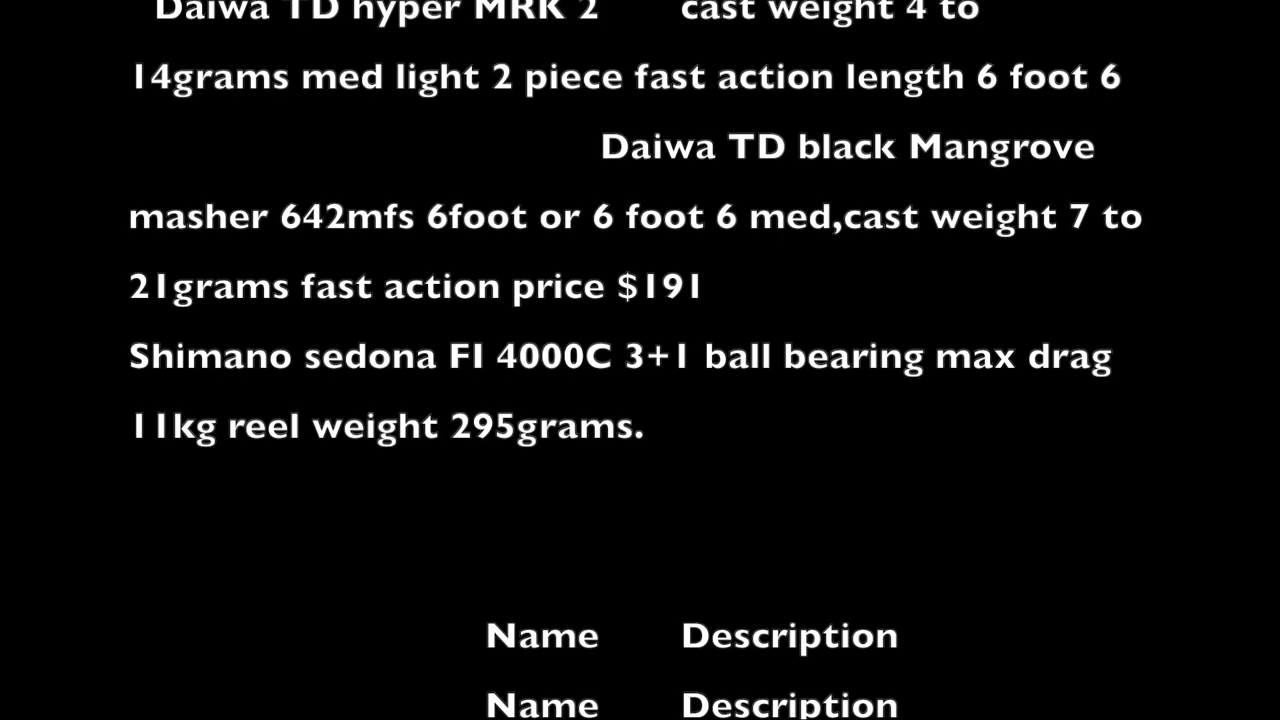 Daiwa TD hyper MRK 2 cast weight 4 to
14grams med light 2 piece fast action length 6 foot 6
Daiwa TD black Mangrove
masher 642mfs 6foot or 6 foot 6 med,cast weight 7 to
21grams fast action price $191
Shimano sedona FI 4000C 3+1 ball bearing max drag
11kg reel weight 295grams.
Name Description
Name Description